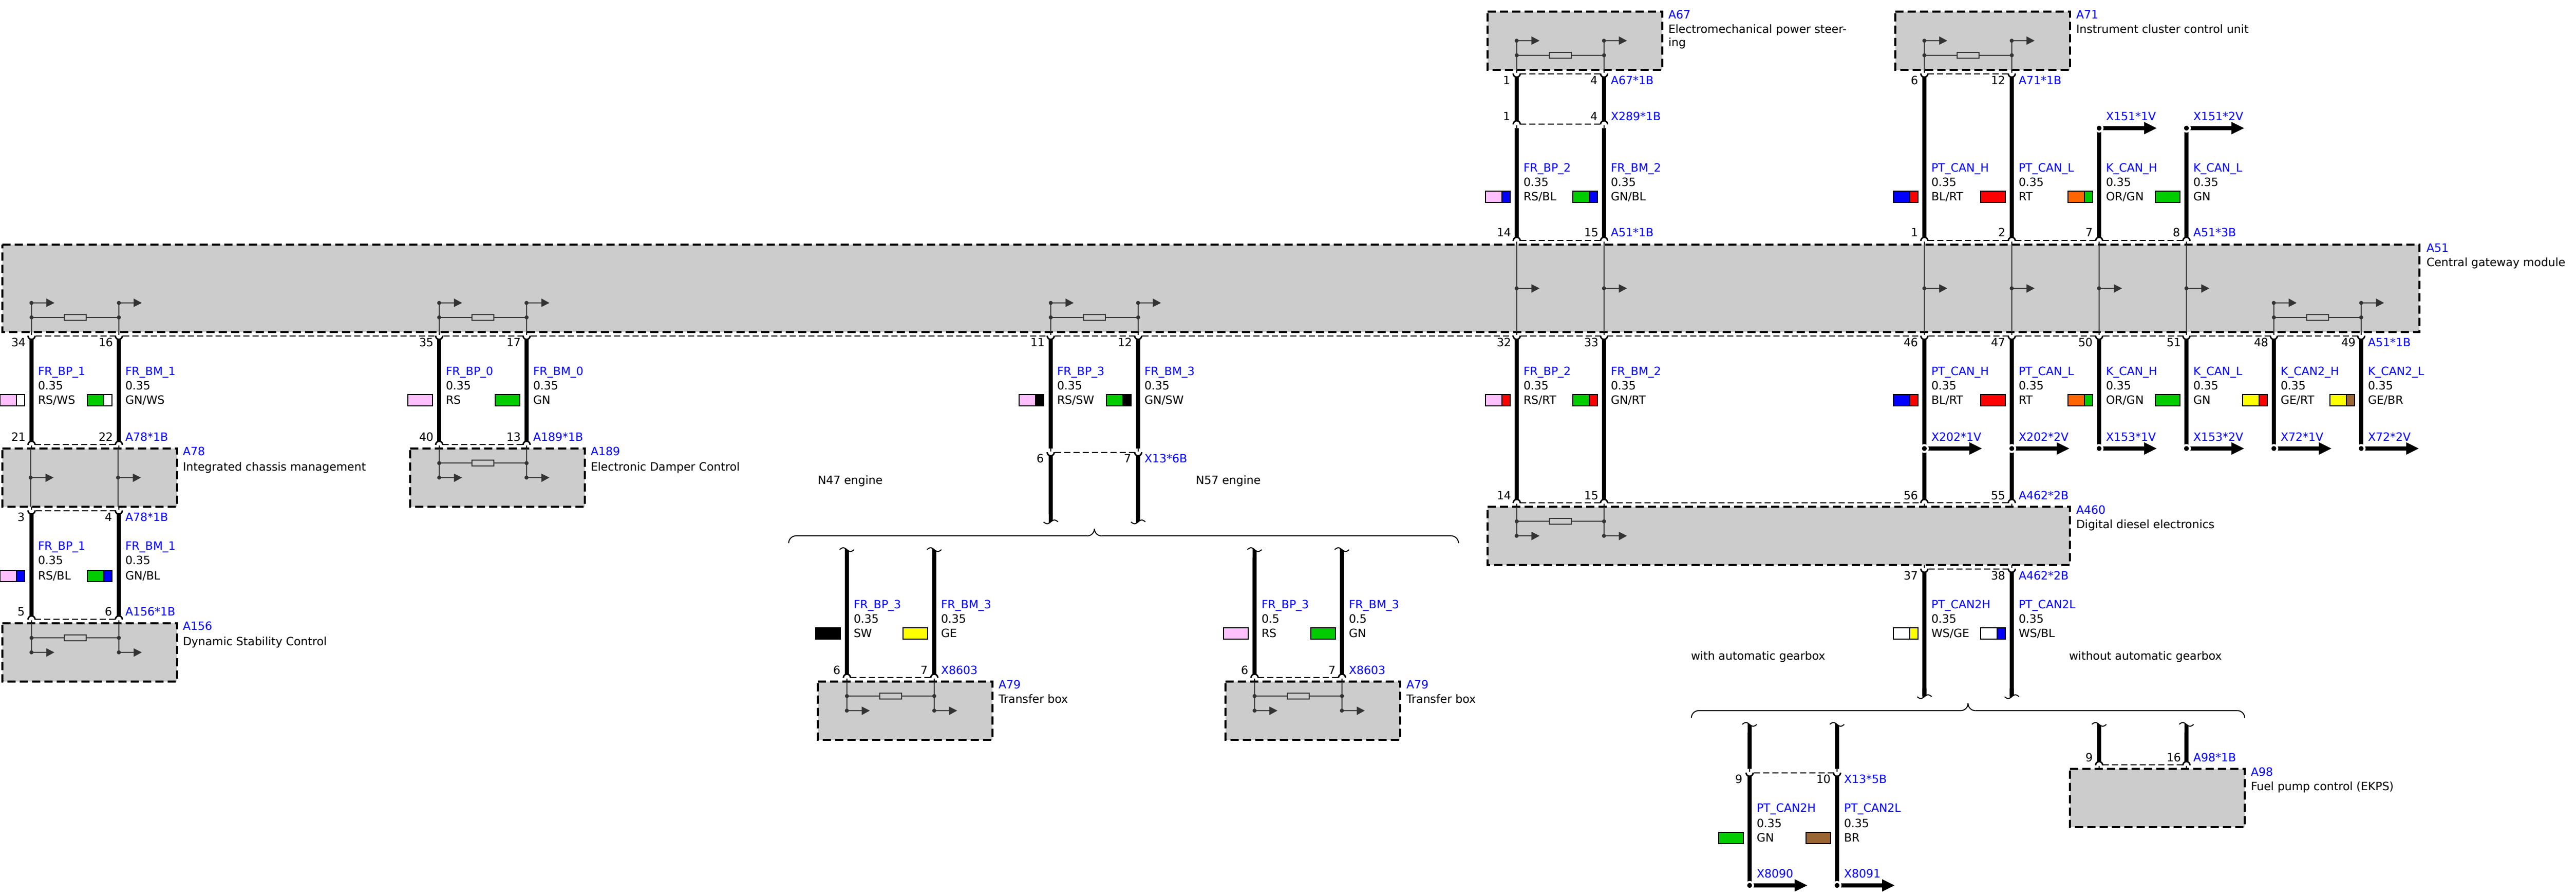 A67
Electromechanical power steer-
ing
A71
Instrument cluster control unit
1 4 A67*1B
6 12 A71*1B
1 4 X289*1B
X151*1V X151*2V
FR_BP_2 FR_BM_2 PT_CAN_H PT_CAN_L K_CAN_H K_CAN_L
0.35 0.35 0.35 0.35 0.35 0.35
RS/BL GN/BL BL/RT RT OR/GN GN
14 15 A51*1B 1 2 7 8 A51*3B
A51
Central gateway module
34 16 35 17 11 12 32 33 46 47 50 51 48 49 A51*1B
FR_BP_1 FR_BM_1 FR_BP_0 FR_BM_0 FR_BP_3 FR_BM_3 FR_BP_2 FR_BM_2 PT_CAN_H PT_CAN_L K_CAN_H K_CAN_L K_CAN2_H K_CAN2_L
0.35 0.35 0.35 0.35 0.35 0.35 0.35 0.35 0.35 0.35 0.35 0.35 0.35 0.35
RS/WS GN/WS RS GN RS/SW GN/SW RS/RT GN/RT BL/RT RT OR/GN GN GE/RT GE/BR
21 22 A78*1B 40 13 A189*1B X202*1V X202*2V X153*1V X153*2V X72*1V X72*2V
A78
Integrated chassis management
A189
Electronic Damper Control
6 7 X13*6B
N47 engine N57 engine
14 15 56 55 A462*2B
A460
Digital diesel electronics
3 4 A78*1B
FR_BP_1 FR_BM_1
0.35 0.35
RS/BL GN/BL
37 38 A462*2B
5 6 A156*1B
A156
Dynamic Stability Control
FR_BP_3 FR_BM_3 FR_BP_3 FR_BM_3 PT_CAN2H PT_CAN2L
0.35 0.35 0.5 0.5 0.35 0.35
SW GE RS GN WS/GE WS/BL
with automatic gearbox without automatic gearbox
6 7 X8603 6 7 X8603
A79
Transfer box
A79
Transfer box
9 16 A98*1B
A98
Fuel pump control (EKPS)
9 10 X13*5B
PT_CAN2H PT_CAN2L
0.35 0.35
GN BR
X8090 X8091